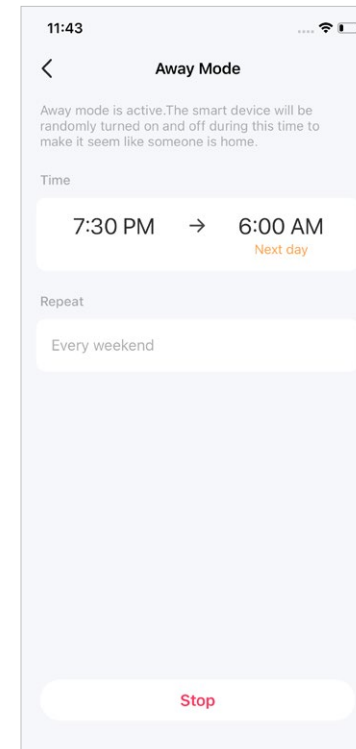 11:43
Away Mode
Away mode is active.The smart device will be
randomly turned on and off during this time to
make it seem like someone is home.
Time
7:30 PM → 6:00 AM
Next day
Repeat
Every weekend
Stop